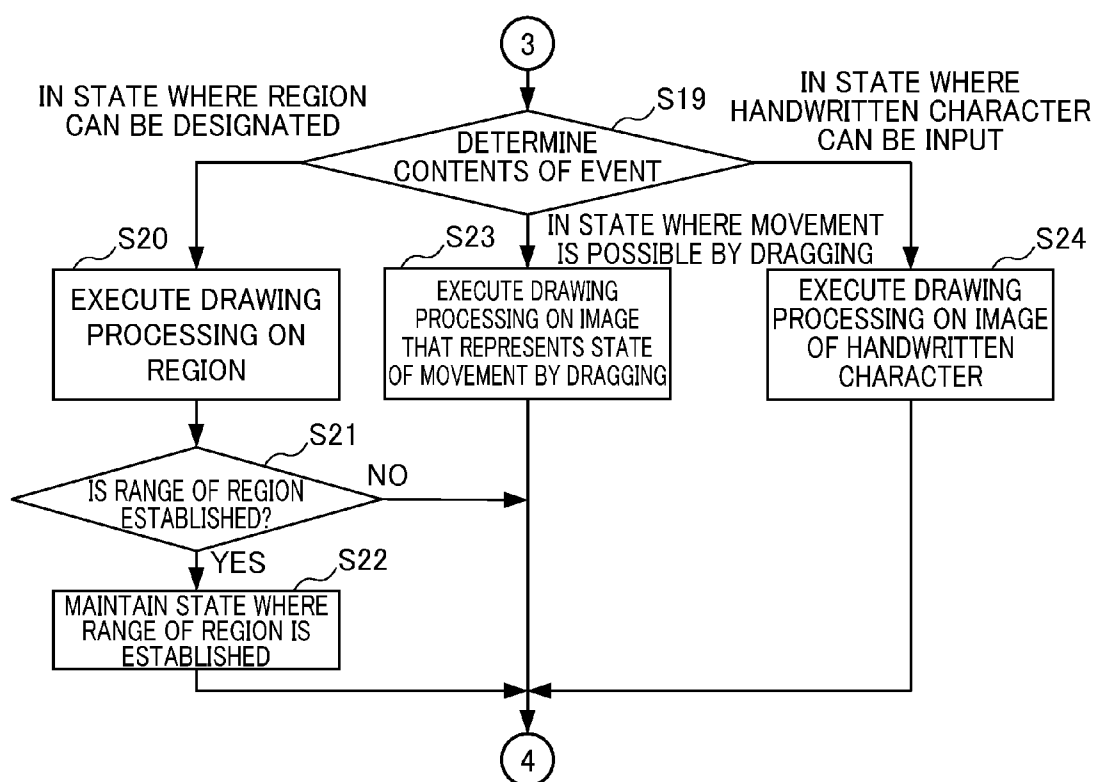 3
IN STATE WHERE REGION
CAN BE DESIGNATED
S19
IN STATE WHERE
HANDWRITTEN CHARACTER
CAN BE INPUT
DETERMINE
CONTENTS OF EVENT
IN STATE WHERE MOVEMENT
IS POSSIBLE BY DRAGGING
S20
EXECUTE DRAWING
PROCESSING ON
REGION
S23
EXECUTE DRAWING
PROCESSING ON IMAGE
THAT REPRESENTS STATE
OF MOVEMENT BY DRAGGING
S24
EXECUTE DRAWING
PROCESSING ON IMAGE
OF HANDWRITTEN
CHARACTER
S21
IS RANGE OF REGION
ESTABLISHED?
NO
YES
S22
MAINTAIN STATE WHERE
RANGE OF REGION IS
ESTABLISHED
4